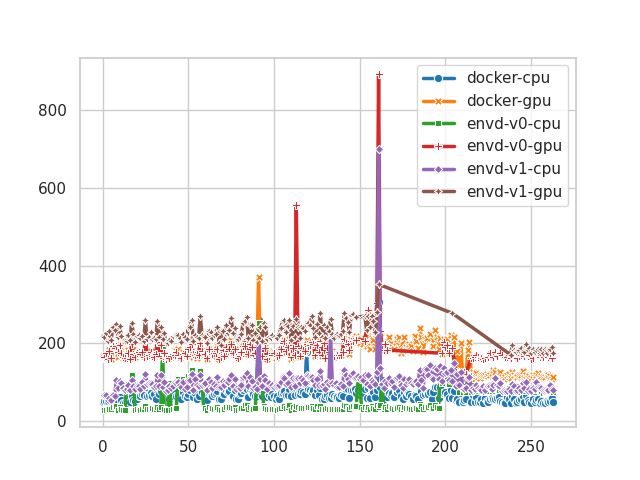 docker-cpu
docker-gpu
envd-v0-cpu
envd-v0-gpu
envd-v1-cpu
envd-v1-gpu
800
600
400
200
0
0 50 100 150 200 250